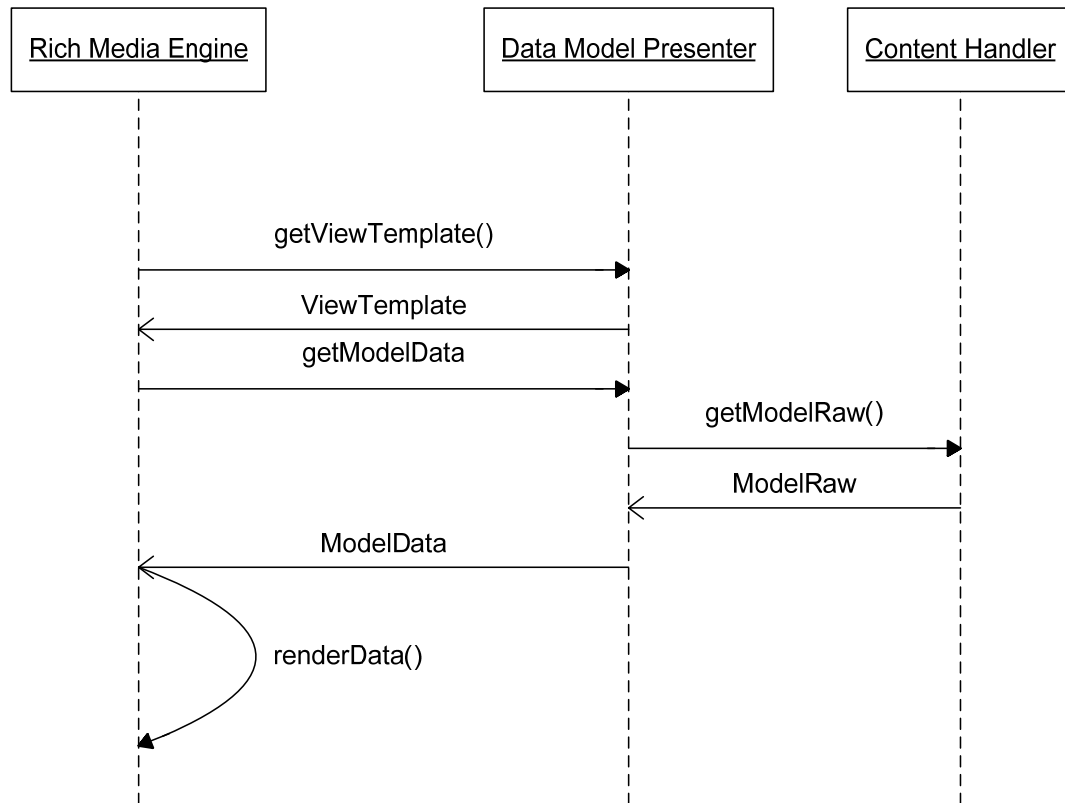 Rich Media Engine
Data Model Presenter
Content Handler
getViewTemplate()
ViewTemplate
getModelData
getModelRaw()
ModelRaw
ModelData
renderData()